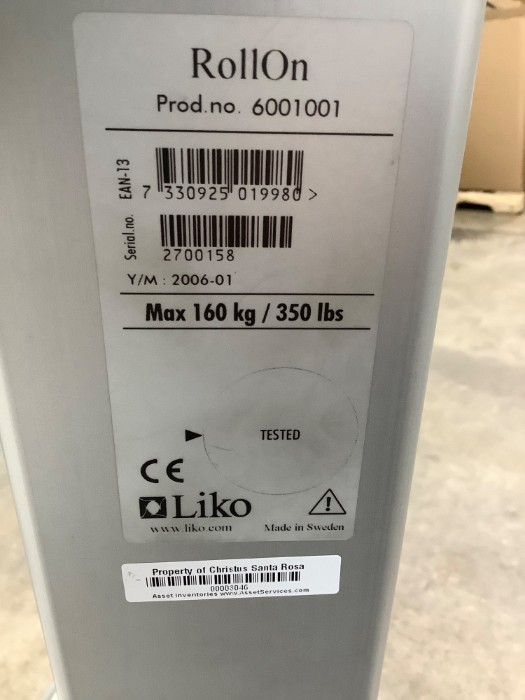 RollOn
Prod.no. 6001001
EAN-13
7 330925 019980 >
Serial.no.
2700158
Y/M : 2006-01
Max 160 kg / 350 lbs
TESTED
CE
Liko
www.liko.com
Made in Sweden
Property of Christus Santa Rosa
00003046
Asset Inventories www.AssetServices.com